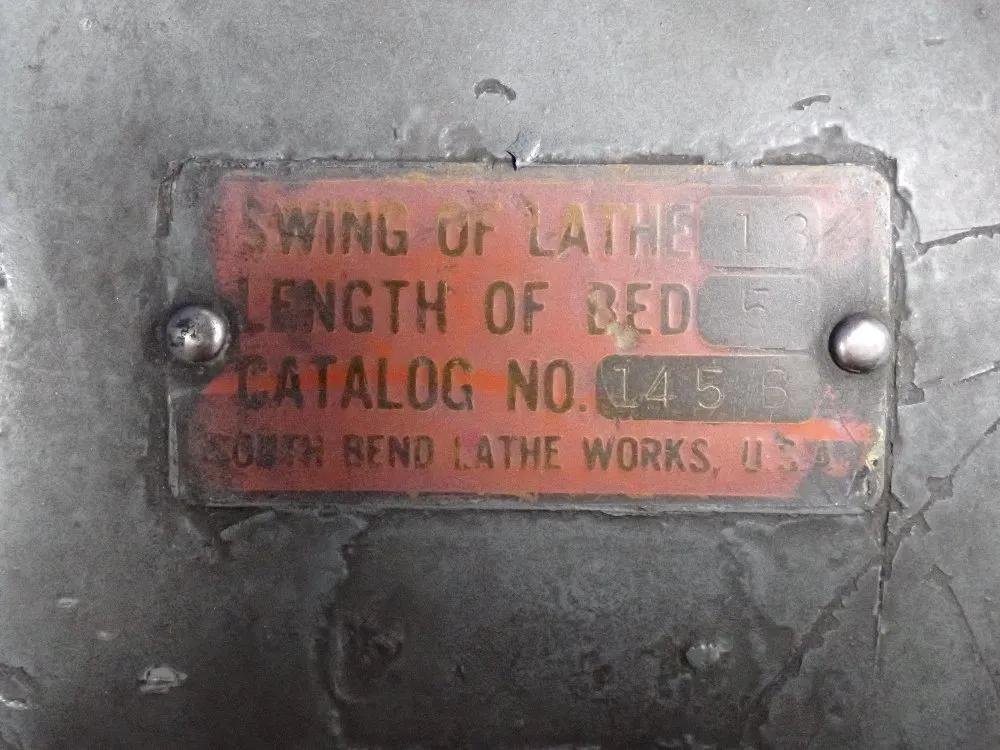 SWING OF LATHE 13
LENGTH OF BED 5
CATALOG NO. 145 B
SOUTH BEND LATHE WORKS, U.S.A.